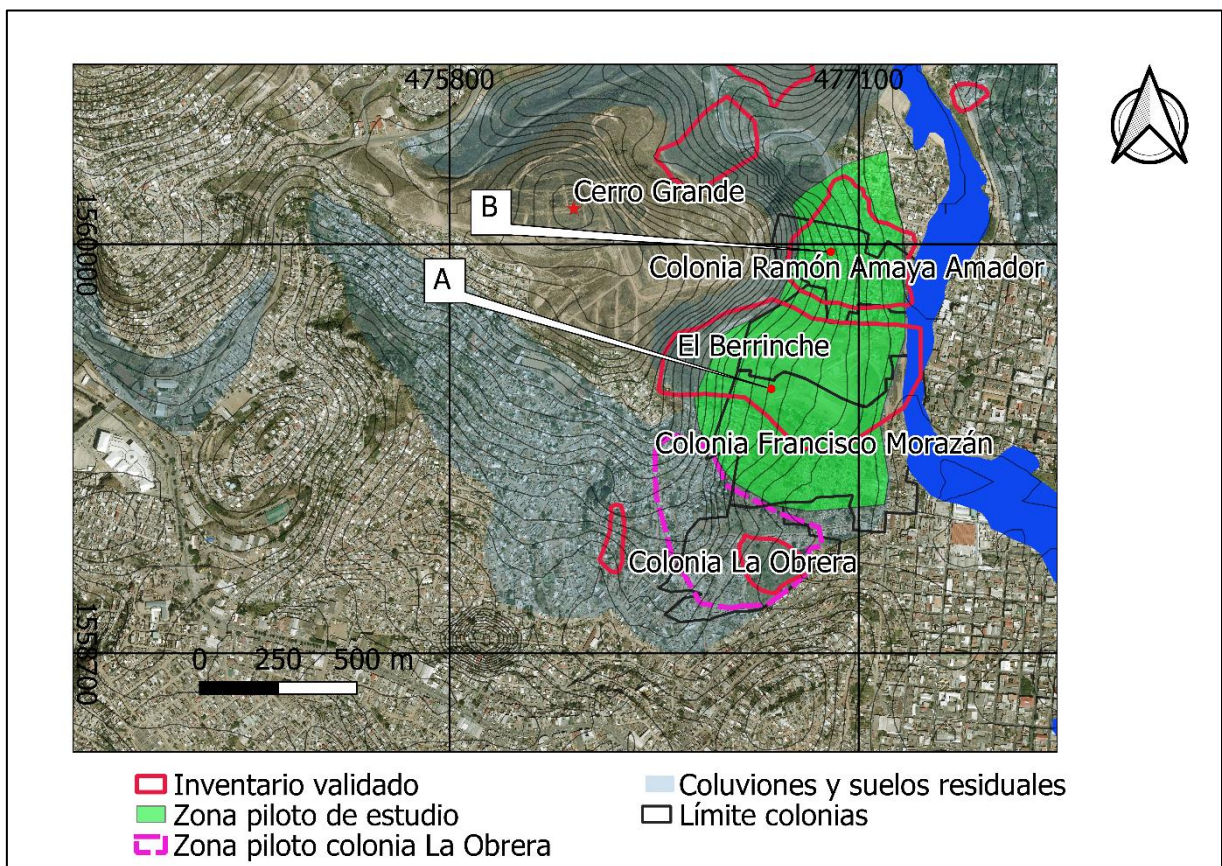 475800
477100
Cerro Grande
B
1560000
Colonia Ramón Amaya Amador
A
El Berrinche
Colonia Francisco Morazán
Colonia La Obrera
1558700
0 250 500 m
Inventario validado
Coluviones y suelos residuales
Zona piloto de estudio
Límite colonias
Zona piloto colonia La Obrera